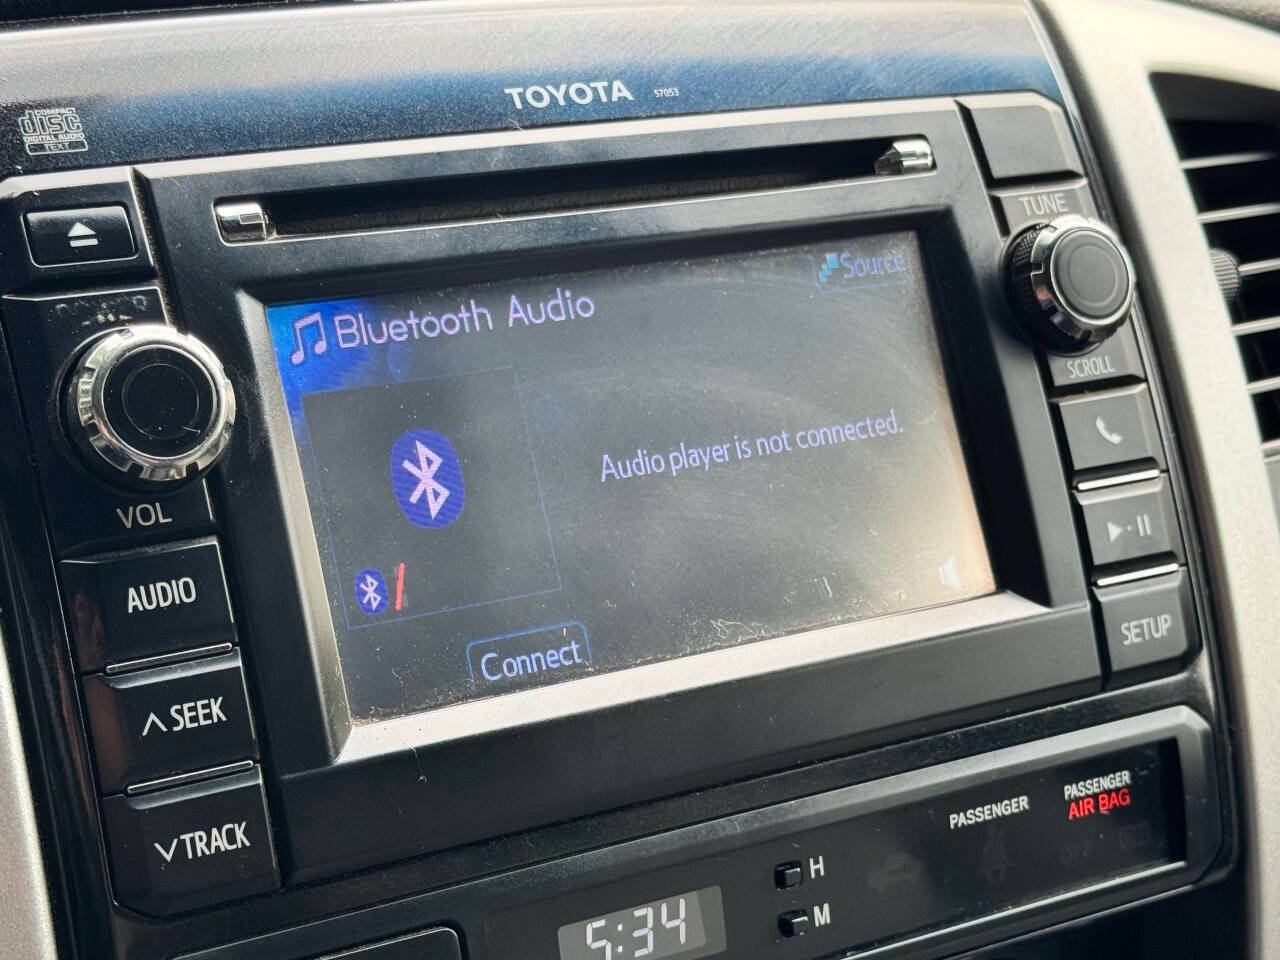 TOYOTA 57053
COMPACT
disc
DIGITAL AUDIO
TEXT
TUNE
Source
Bluetooth Audio
SCROLL
Audio player is not connected.
VOL
AUDIO
SETUP
Connect
∧ SEEK
∨ TRACK
PASSENGER
PASSENGER
AIR BAG
OFF
H
M
5:34